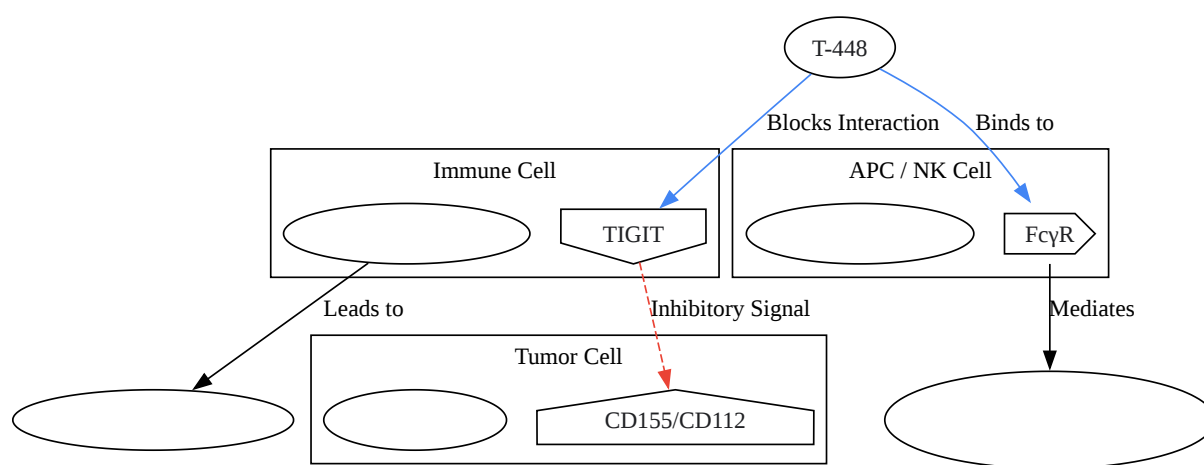 T-448
Blocks Interaction
Binds to
Immune Cell
APC / NK Cell
TIGIT
FcγR
Leads to
Inhibitory Signal
Mediates
Tumor Cell
CD155/CD112